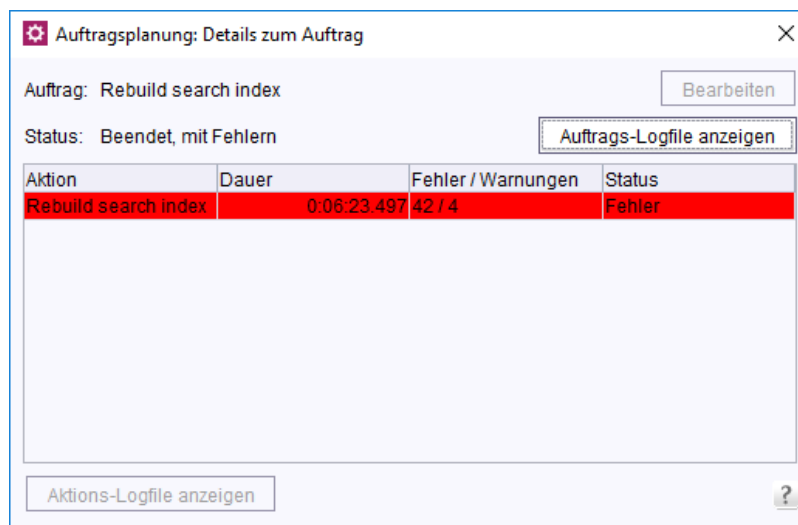 Auftragsplanung: Details zum Auftrag
Auftrag: Rebuild search index Bearbeiten
Status: Beendet, mit Fehlern Auftrags-Logfile anzeigen
Aktion Dauer Fehler / Warnungen Status
Rebuild search index 0:06:23.497 42 / 4 Fehler
Aktions-Logfile anzeigen ?